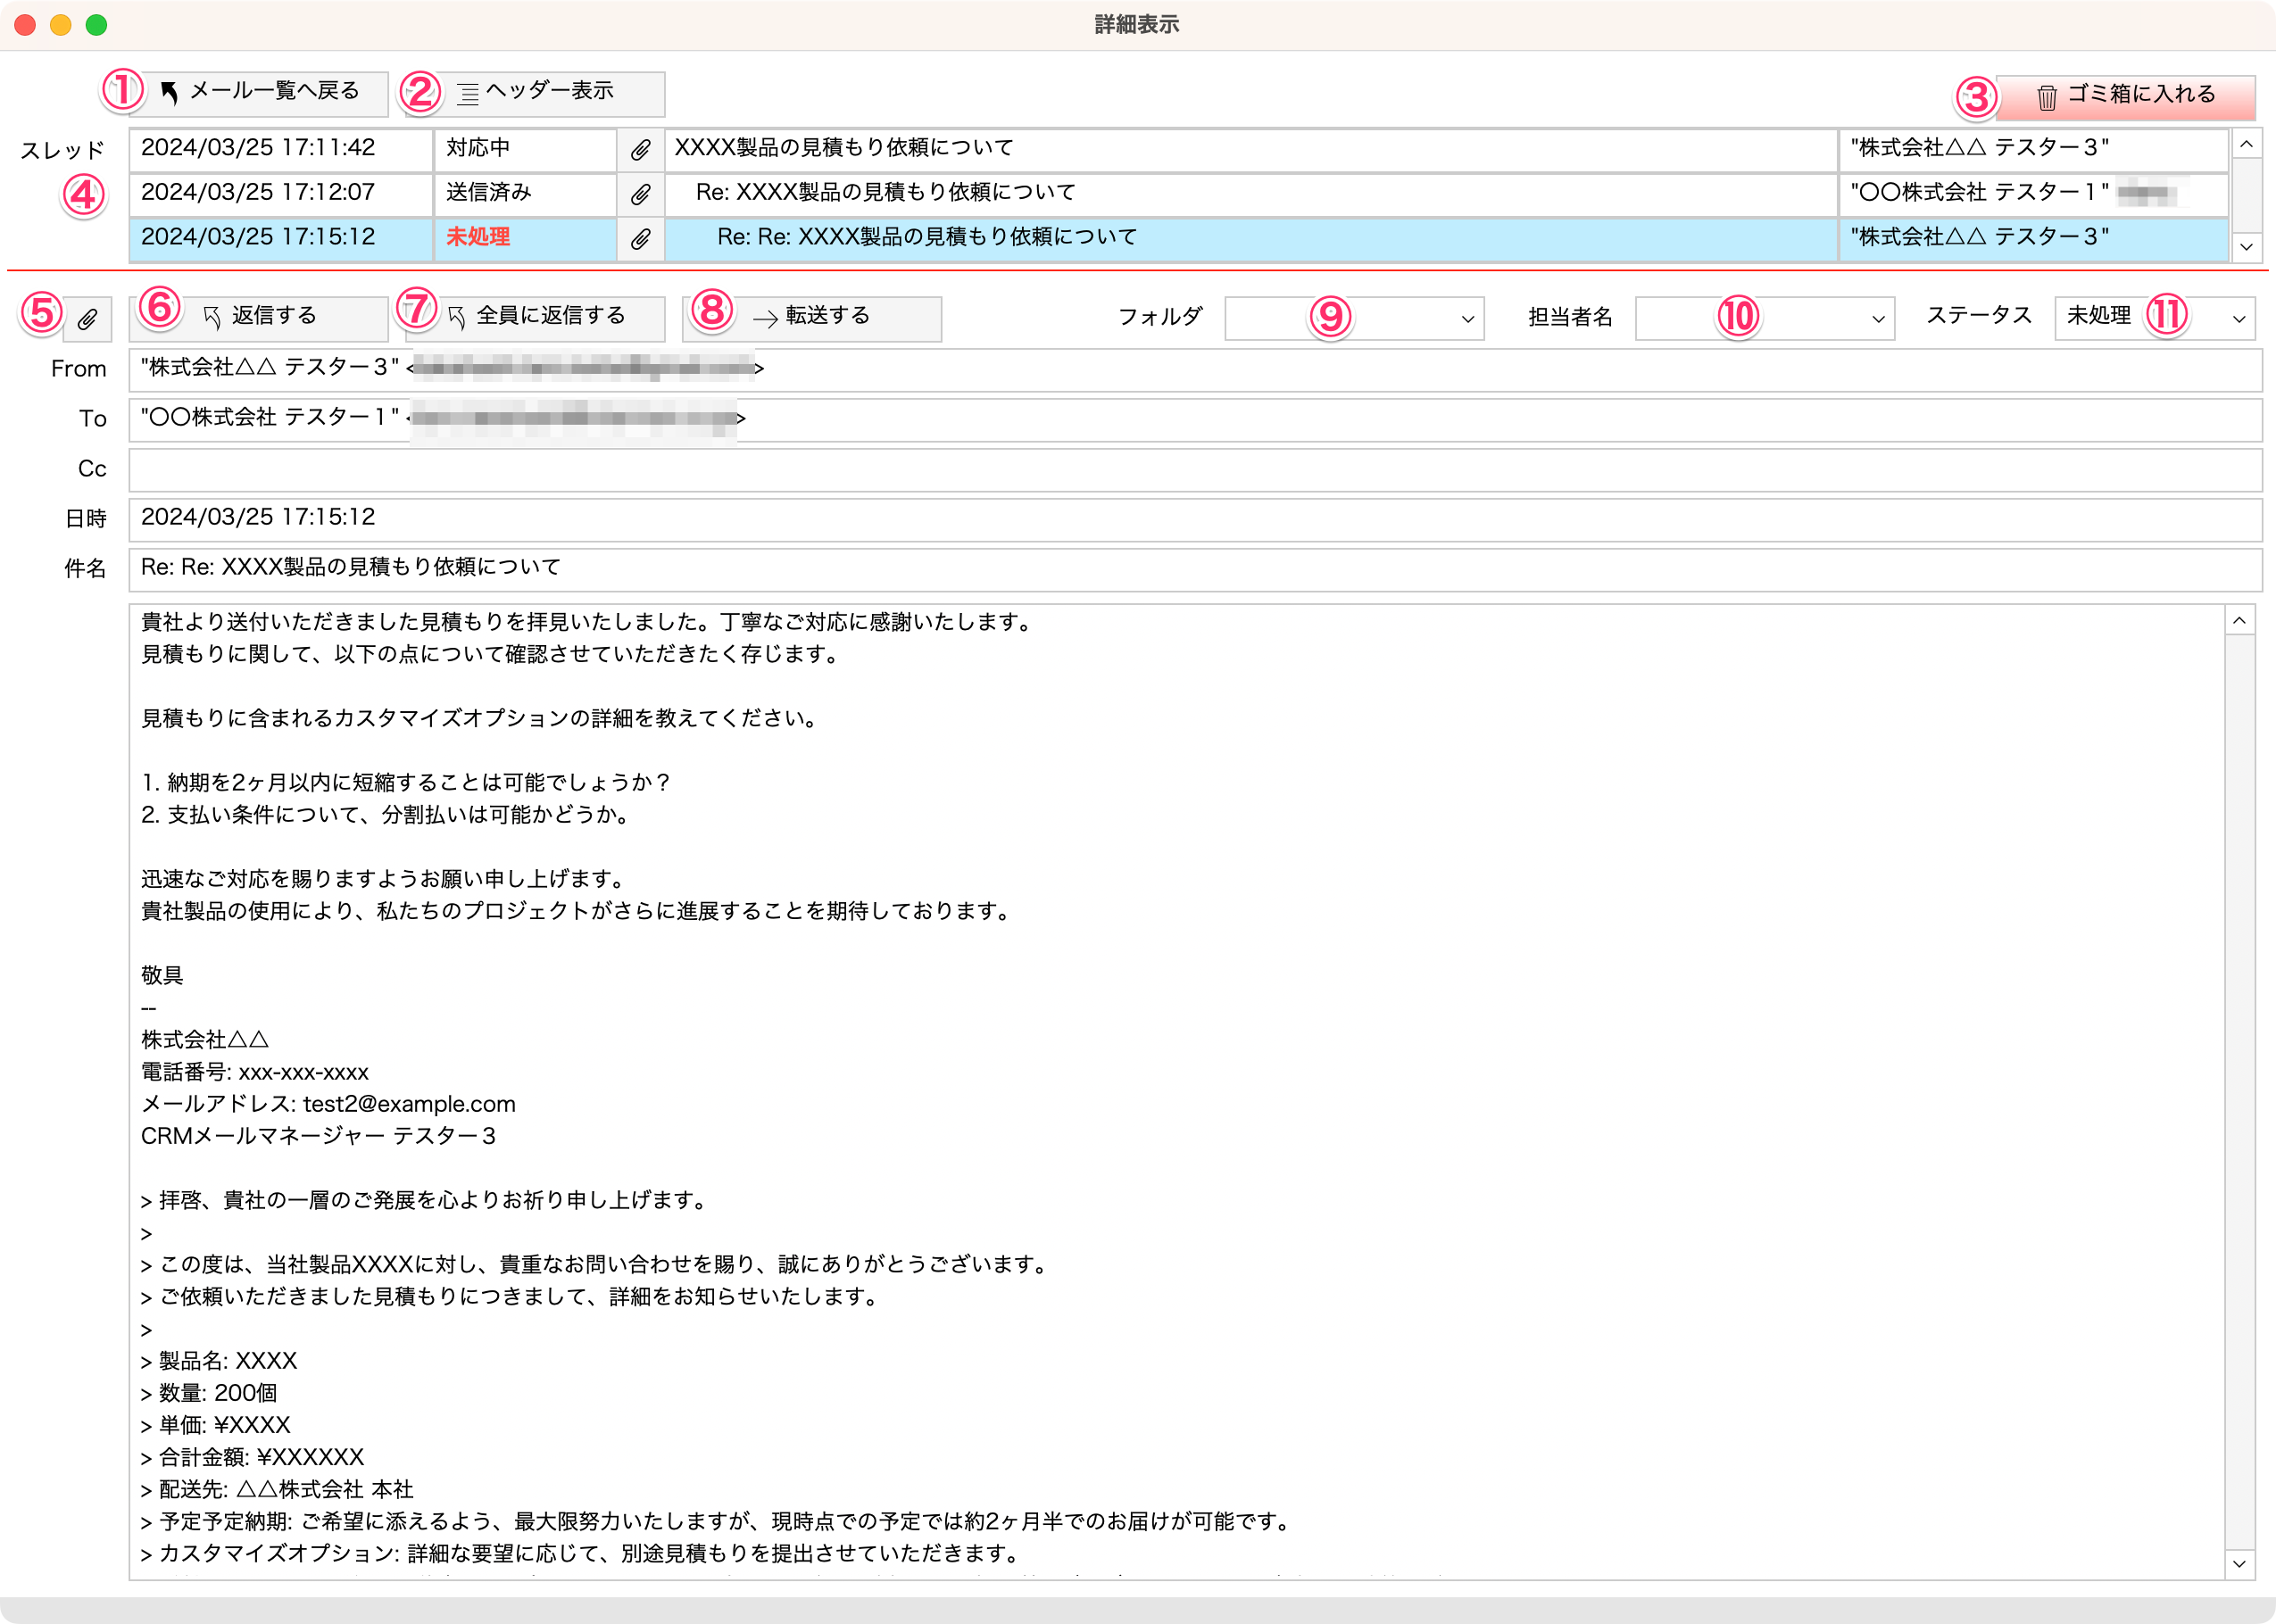 詳細表示
① メール一覧へ戻る ② ヘッダー表示 ③ ゴミ箱に入れる
スレッド 2024/03/25 17:11:42 対応中 XXXX製品の見積もり依頼について "株式会社△△ テスター３"
④ 2024/03/25 17:12:07 送信済み Re: XXXX製品の見積もり依頼について "〇〇株式会社 テスター１"
2024/03/25 17:15:12 未処理 Re: Re: XXXX製品の見積もり依頼について "株式会社△△ テスター３"
⑤ ⑥ 返信する ⑦ 全員に返信する ⑧ 転送する フォルダ ⑨ 担当者名 ⑩ ステータス 未処理 ⑪
From "株式会社△△ テスター３" < >
To "〇〇株式会社 テスター１" < >
Cc
日時 2024/03/25 17:15:12
件名 Re: Re: XXXX製品の見積もり依頼について
貴社より送付いただきました見積もりを拝見いたしました。丁寧なご対応に感謝いたします。
見積もりに関して、以下の点について確認させていただきたく存じます。
見積もりに含まれるカスタマイズオプションの詳細を教えてください。
1. 納期を2ヶ月以内に短縮することは可能でしょうか？
2. 支払い条件について、分割払いは可能かどうか。
迅速なご対応を賜りますようお願い申し上げます。
貴社製品の使用により、私たちのプロジェクトがさらに進展することを期待しております。
敬具
--
株式会社△△
電話番号: xxx-xxx-xxxx
メールアドレス: test2@example.com
CRMメールマネージャー テスター３
> 拝啓、貴社の一層のご発展を心よりお祈り申し上げます。
>
> この度は、当社製品XXXXに対し、貴重なお問い合わせを賜り、誠にありがとうございます。
> ご依頼いただきました見積もりにつきまして、詳細をお知らせいたします。
>
> 製品名: XXXX
> 数量: 200個
> 単価: ¥XXXX
> 合計金額: ¥XXXXXX
> 配送先: △△株式会社 本社
> 予定予定納期: ご希望に添えるよう、最大限努力いたしますが、現時点での予定では約2ヶ月半でのお届けが可能です。
> カスタマイズオプション: 詳細な要望に応じて、別途見積もりを提出させていただきます。